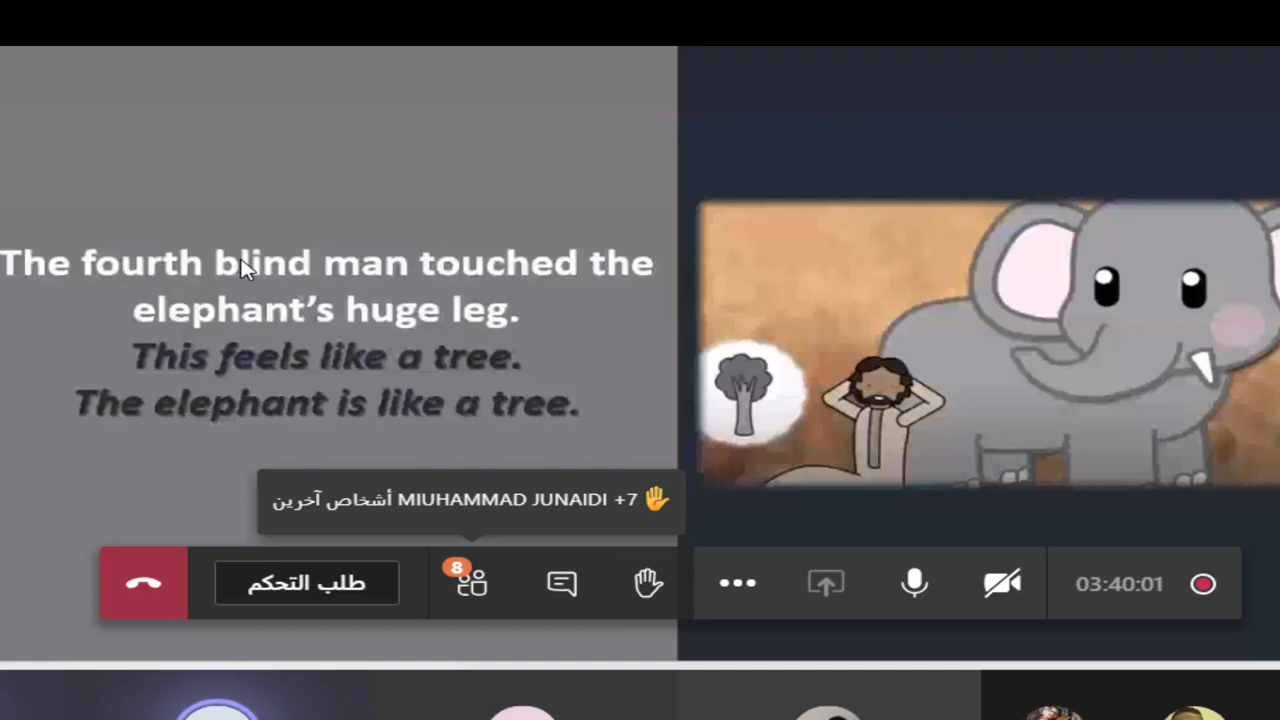 The fourth blind man touched the
elephant's huge leg.
This feels like a tree.
The elephant is like a tree.
MIUHAMMAD JUNAIDI +7 أشخاص آخرين
8
طلب التحكم
03:40:01